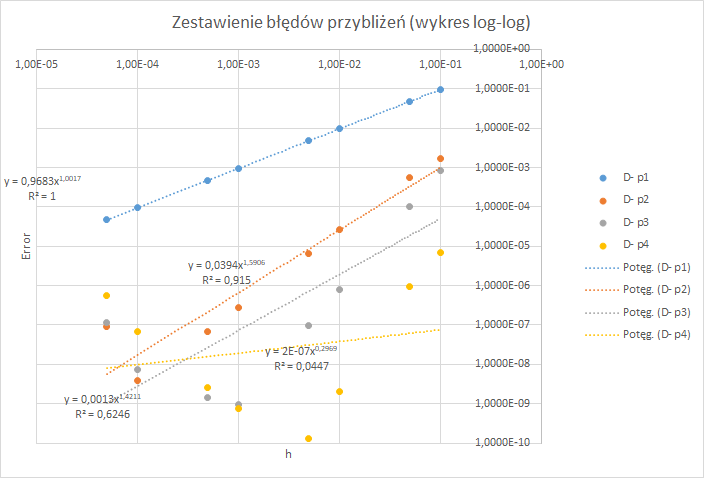 Zestawienie błędów przybliżeń (wykres log-log)
1,00E-05
1,00E-04
1,00E-03
1,00E-02
1,00E-01
1,00E+00
1,0000E+00
1,0000E-01
1,0000E-02
1,0000E-03
1,0000E-04
1,0000E-05
1,0000E-06
1,0000E-07
1,0000E-08
1,0000E-09
1,0000E-10
Error
h
y = 0,9683x^1,0017
R² = 1
y = 0,0394x^1,5906
R² = 0,915
y = 2E-07x^0,2969
R² = 0,0447
y = 0,0013x^1,4211
R² = 0,6246
D- p1
D- p2
D- p3
D- p4
Potęg. (D- p1)
Potęg. (D- p2)
Potęg. (D- p3)
Potęg. (D- p4)